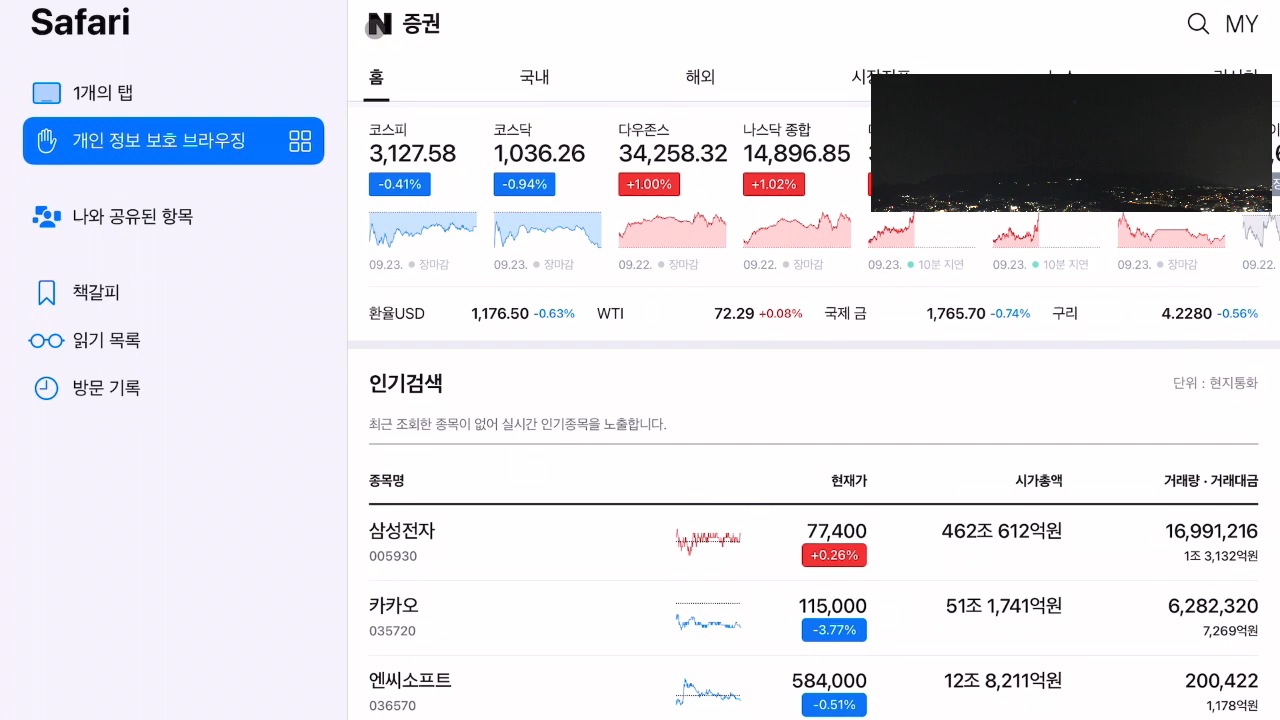 Safari
1개의 탭
개인 정보 보호 브라우징
나와 공유된 항목
책갈피
읽기 목록
방문 기록
N 증권
MY
홈 국내 해외
코스피 코스닥 다우존스 나스닥 종합
3,127.58 1,036.26 34,258.32 14,896.85
-0.41% -0.94% +1.00% +1.02%
09.23. 장마감 09.23. 장마감 09.22. 장마감 09.22. 장마감 09.23. 10분 지연 09.23. 10분 지연 09.23. 장마감 09.22.
환율USD 1,176.50 -0.63% WTI 72.29 +0.08% 국제 금 1,765.70 -0.74% 구리 4.2280 -0.56%
인기검색 단위 : 현지통화
최근 조회한 종목이 없어 실시간 인기종목을 노출합니다.
종목명 현재가 시가총액 거래량 · 거래대금
삼성전자 77,400 462조 612억원 16,991,216
005930 +0.26% 1조 3,132억원
카카오 115,000 51조 1,741억원 6,282,320
035720 -3.77% 7,269억원
엔씨소프트 584,000 12조 8,211억원 200,422
036570 -0.51% 1,178억원